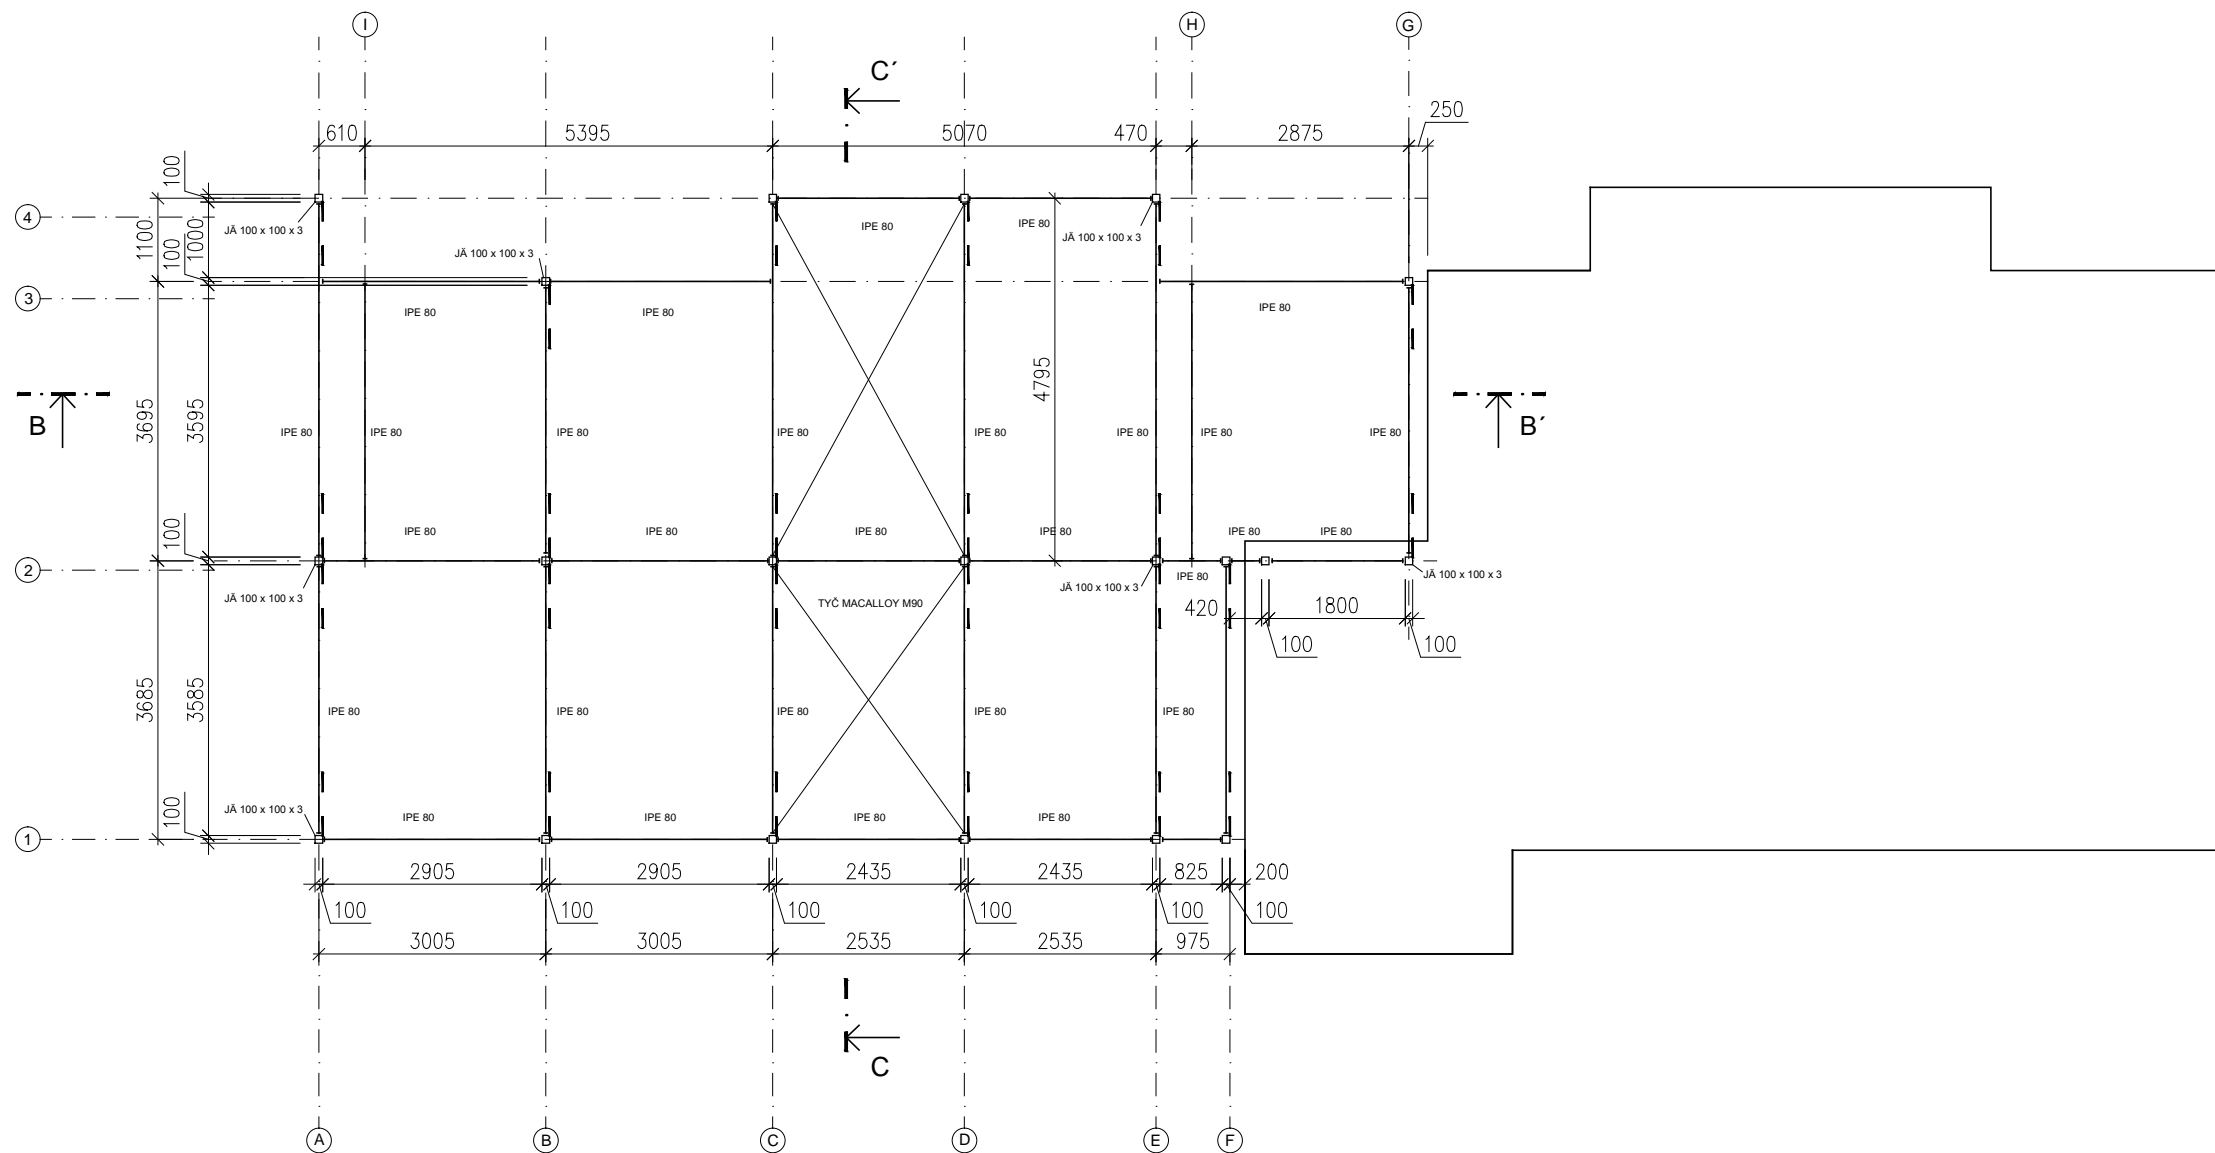 I
H
G
C´
250
610
5395
5070
470
2875
100
4
JÄ 100 x 100 x 3
IPE 80
IPE 80
JÄ 100 x 100 x 3
1100
100
1000
JÄ 100 x 100 x 3
3
IPE 80
IPE 80
IPE 80
4795
B
3695
3595
IPE 80
IPE 80
IPE 80
IPE 80
IPE 80
IPE 80
IPE 80
IPE 80
B´
100
IPE 80
IPE 80
IPE 80
IPE 80
IPE 80
IPE 80
2
JÄ 100 x 100 x 3
TYČ MACALLOY M90
JÄ 100 x 100 x 3
IPE 80
JÄ 100 x 100 x 3
420
1800
100
100
3685
3585
IPE 80
IPE 80
IPE 80
IPE 80
IPE 80
100
JÄ 100 x 100 x 3
IPE 80
IPE 80
IPE 80
IPE 80
1
2905
2905
2435
2435
825
200
100
100
100
100
100
100
3005
3005
2535
2535
975
C
A
B
C
D
E
F